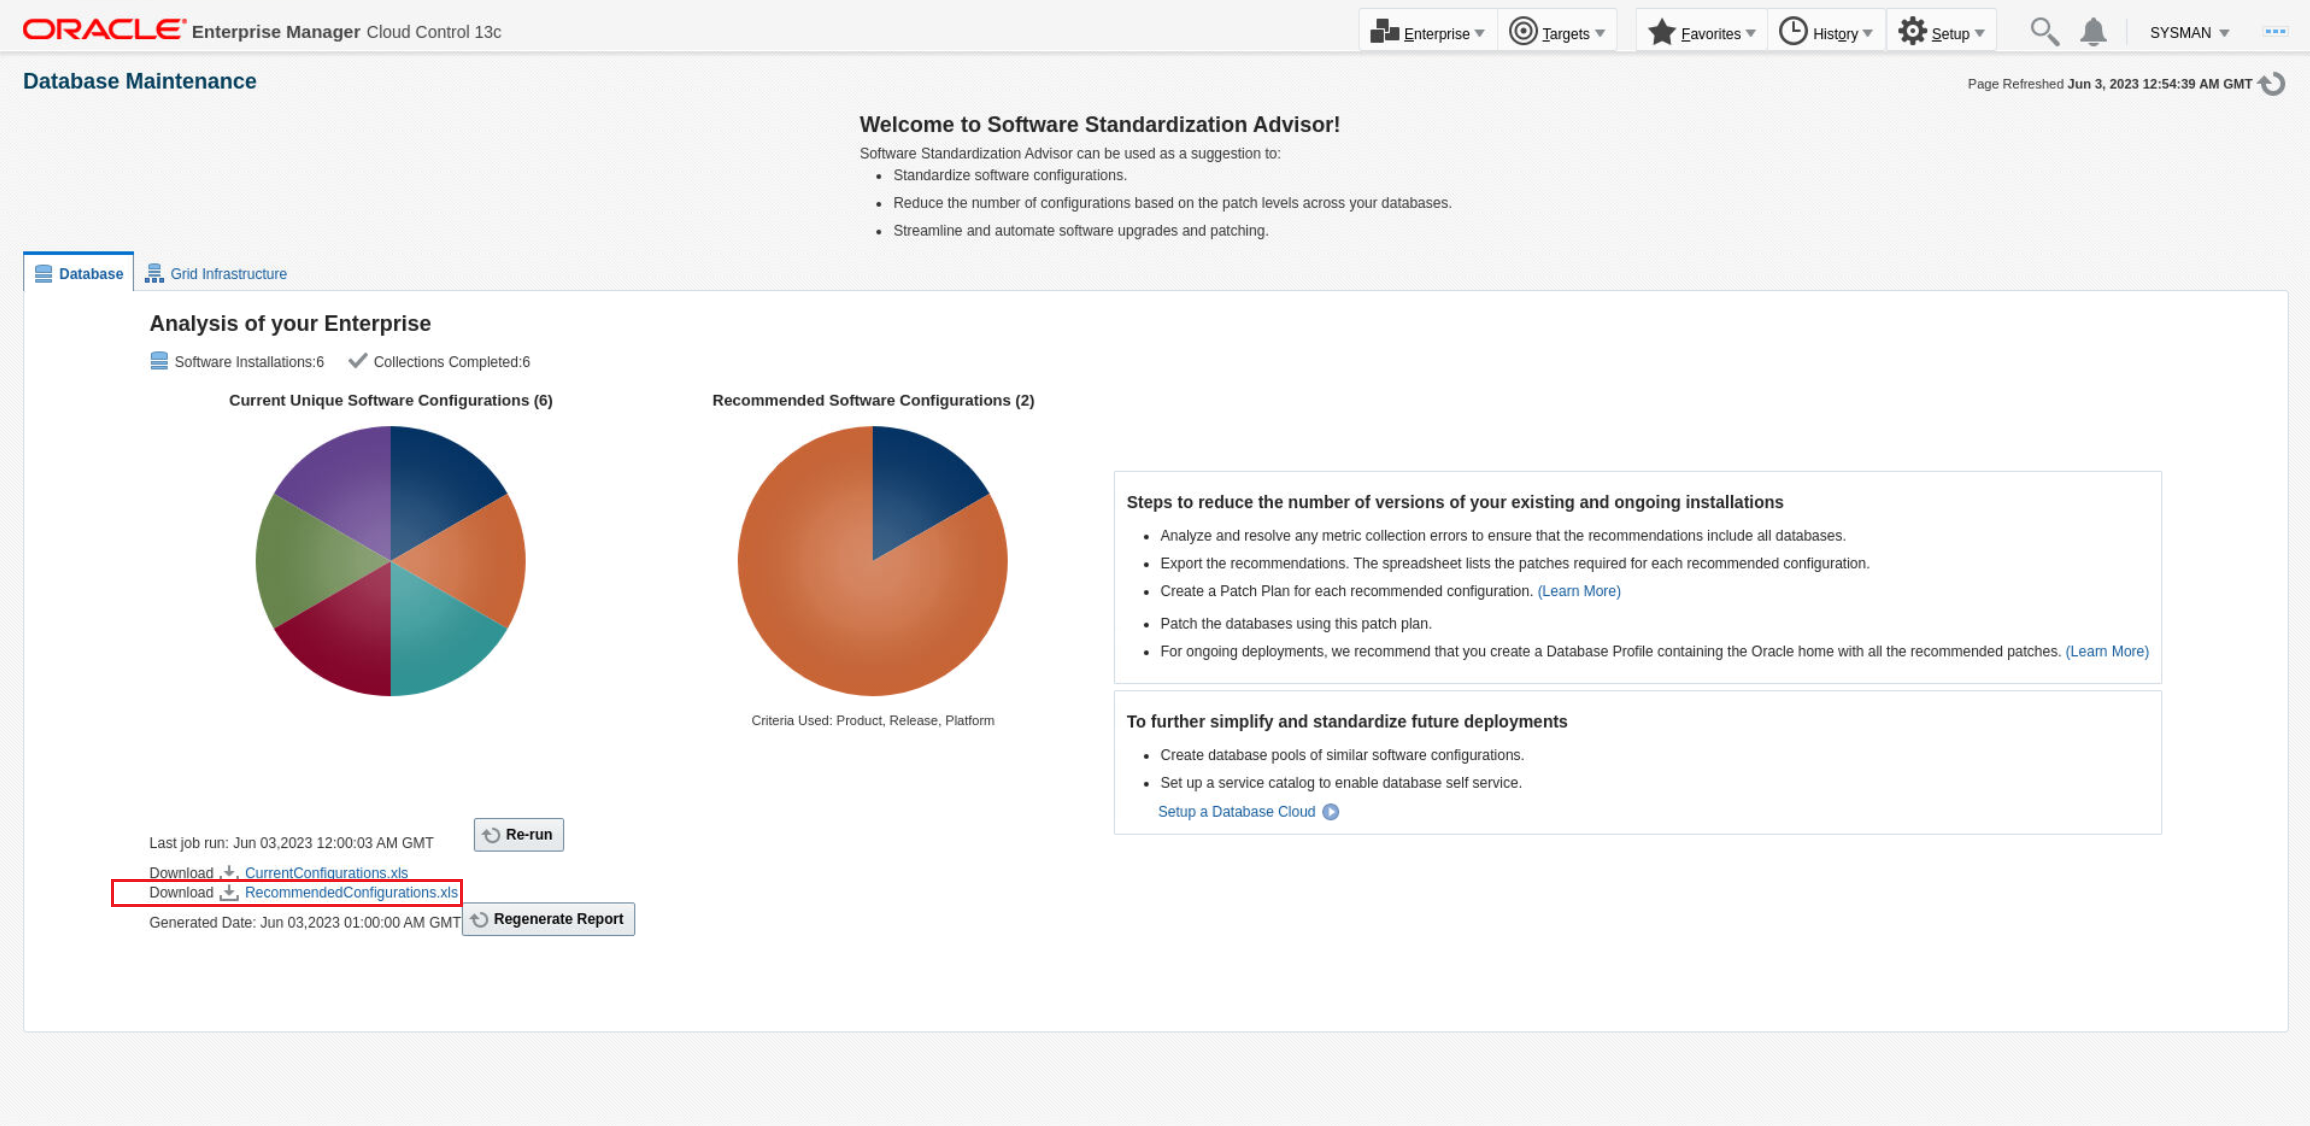 ORACLE Enterprise Manager Cloud Control 13c
Enterprise
Targets
Favorites
History
Setup
SYSMAN
Database Maintenance
Page Refreshed Jun 3, 2023 12:54:39 AM GMT
Welcome to Software Standardization Advisor!
Software Standardization Advisor can be used as a suggestion to:
Standardize software configurations.
Reduce the number of configurations based on the patch levels across your databases.
Streamline and automate software upgrades and patching.
Database
Grid Infrastructure
Analysis of your Enterprise
Software Installations:6
Collections Completed:6
Current Unique Software Configurations (6)
Recommended Software Configurations (2)
Criteria Used: Product, Release, Platform
Steps to reduce the number of versions of your existing and ongoing installations
Analyze and resolve any metric collection errors to ensure that the recommendations include all databases.
Export the recommendations. The spreadsheet lists the patches required for each recommended configuration.
Create a Patch Plan for each recommended configuration. (Learn More)
Patch the databases using this patch plan.
For ongoing deployments, we recommend that you create a Database Profile containing the Oracle home with all the recommended patches. (Learn More)
To further simplify and standardize future deployments
Create database pools of similar software configurations.
Set up a service catalog to enable database self service.
Setup a Database Cloud
Last job run: Jun 03,2023 12:00:03 AM GMT
Re-run
Download CurrentConfigurations.xls
Download RecommendedConfigurations.xls
Generated Date: Jun 03,2023 01:00:00 AM GMT
Regenerate Report